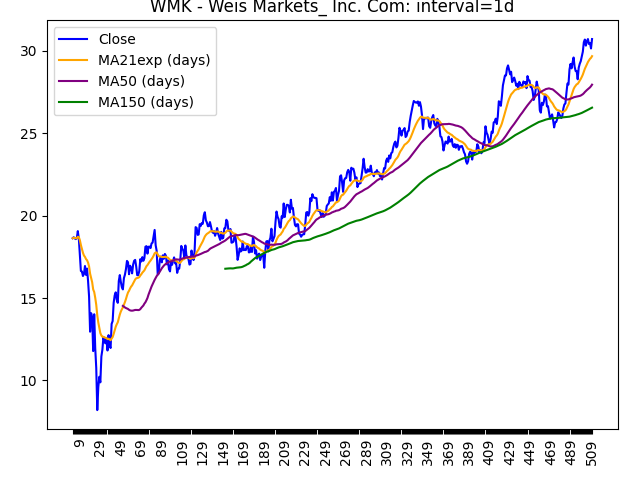 WMK - Weis Markets_ Inc. Com: interval=1d
Close
MA21exp (days)
MA50 (days)
MA150 (days)
30
25
20
15
10
9 29 49 69 89 109 129 149 169 189 209 229 249 269 289 309 329 349 369 389 409 429 449 469 489 509